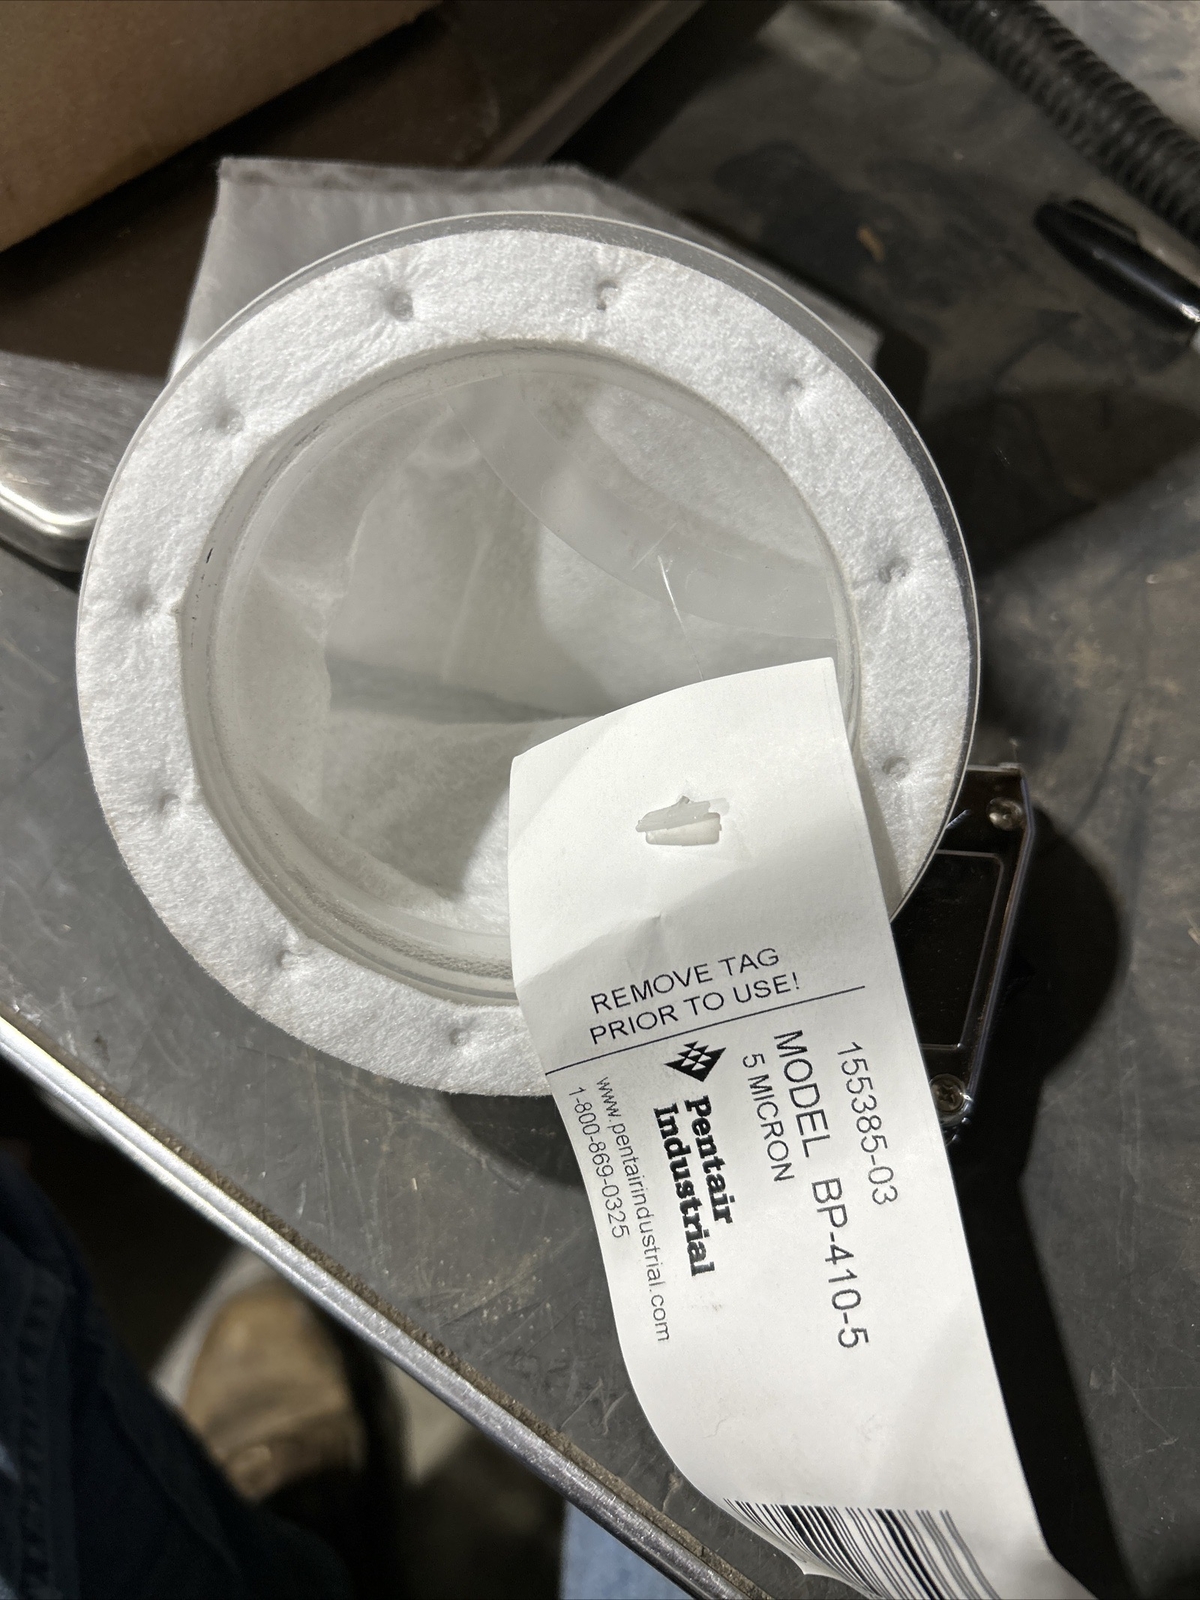 REMOVE TAG
PRIOR TO USE!
155385-03
MODEL BP-410-5
5 MICRON
Pentair
Industrial
www.pentairindustrial.com
1-800-869-0325